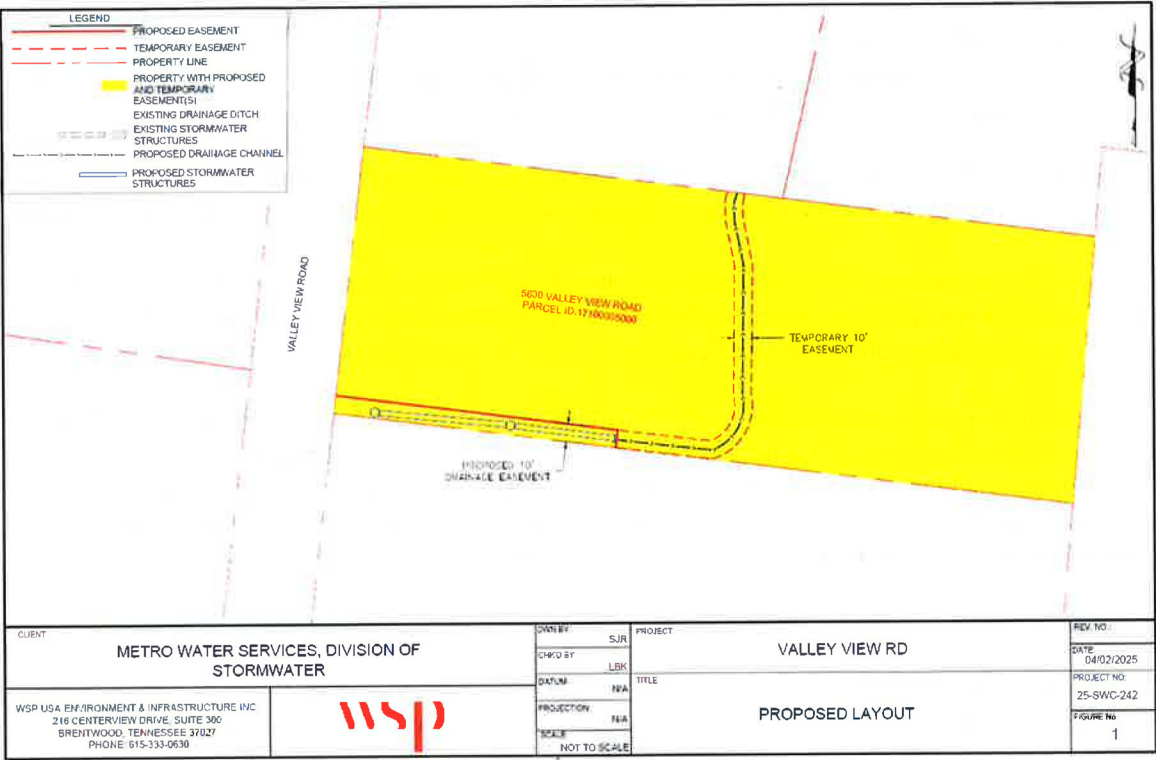 LEGEND
PROPOSED EASEMENT
TEMPORARY EASEMENT
PROPERTY LINE
PROPERTY WITH PROPOSED
AND TEMPORARY
EASEMENT(S)
EXISTING DRAINAGE DITCH
EXISTING STORMWATER
STRUCTURES
PROPOSED DRAINAGE CHANNEL
PROPOSED STORMWATER
STRUCTURES
N
VALLEY VIEW ROAD
VALLEY VIEW ROAD
PARCEL ID.
TEMPORARY 10'
EASEMENT
PROPOSED 10'
DRAINAGE EASEMENT
CLIENT
METRO WATER SERVICES, DIVISION OF
STORMWATER
WSP USA ENVIRONMENT & INFRASTRUCTURE INC
216 CENTERVIEW DRIVE, SUITE 300
BRENTWOOD, TENNESSEE 37027
PHONE: 615-333-0630
wsp
DWN BY
SJR
CHK'D BY
LBK
DATUM
N/A
PROJECTION
N/A
SCALE
NOT TO SCALE
PROJECT
VALLEY VIEW RD
TITLE
PROPOSED LAYOUT
REV. NO.:
DATE
04/02/2025
PROJECT NO:
25-SWC-242
FIGURE No
1